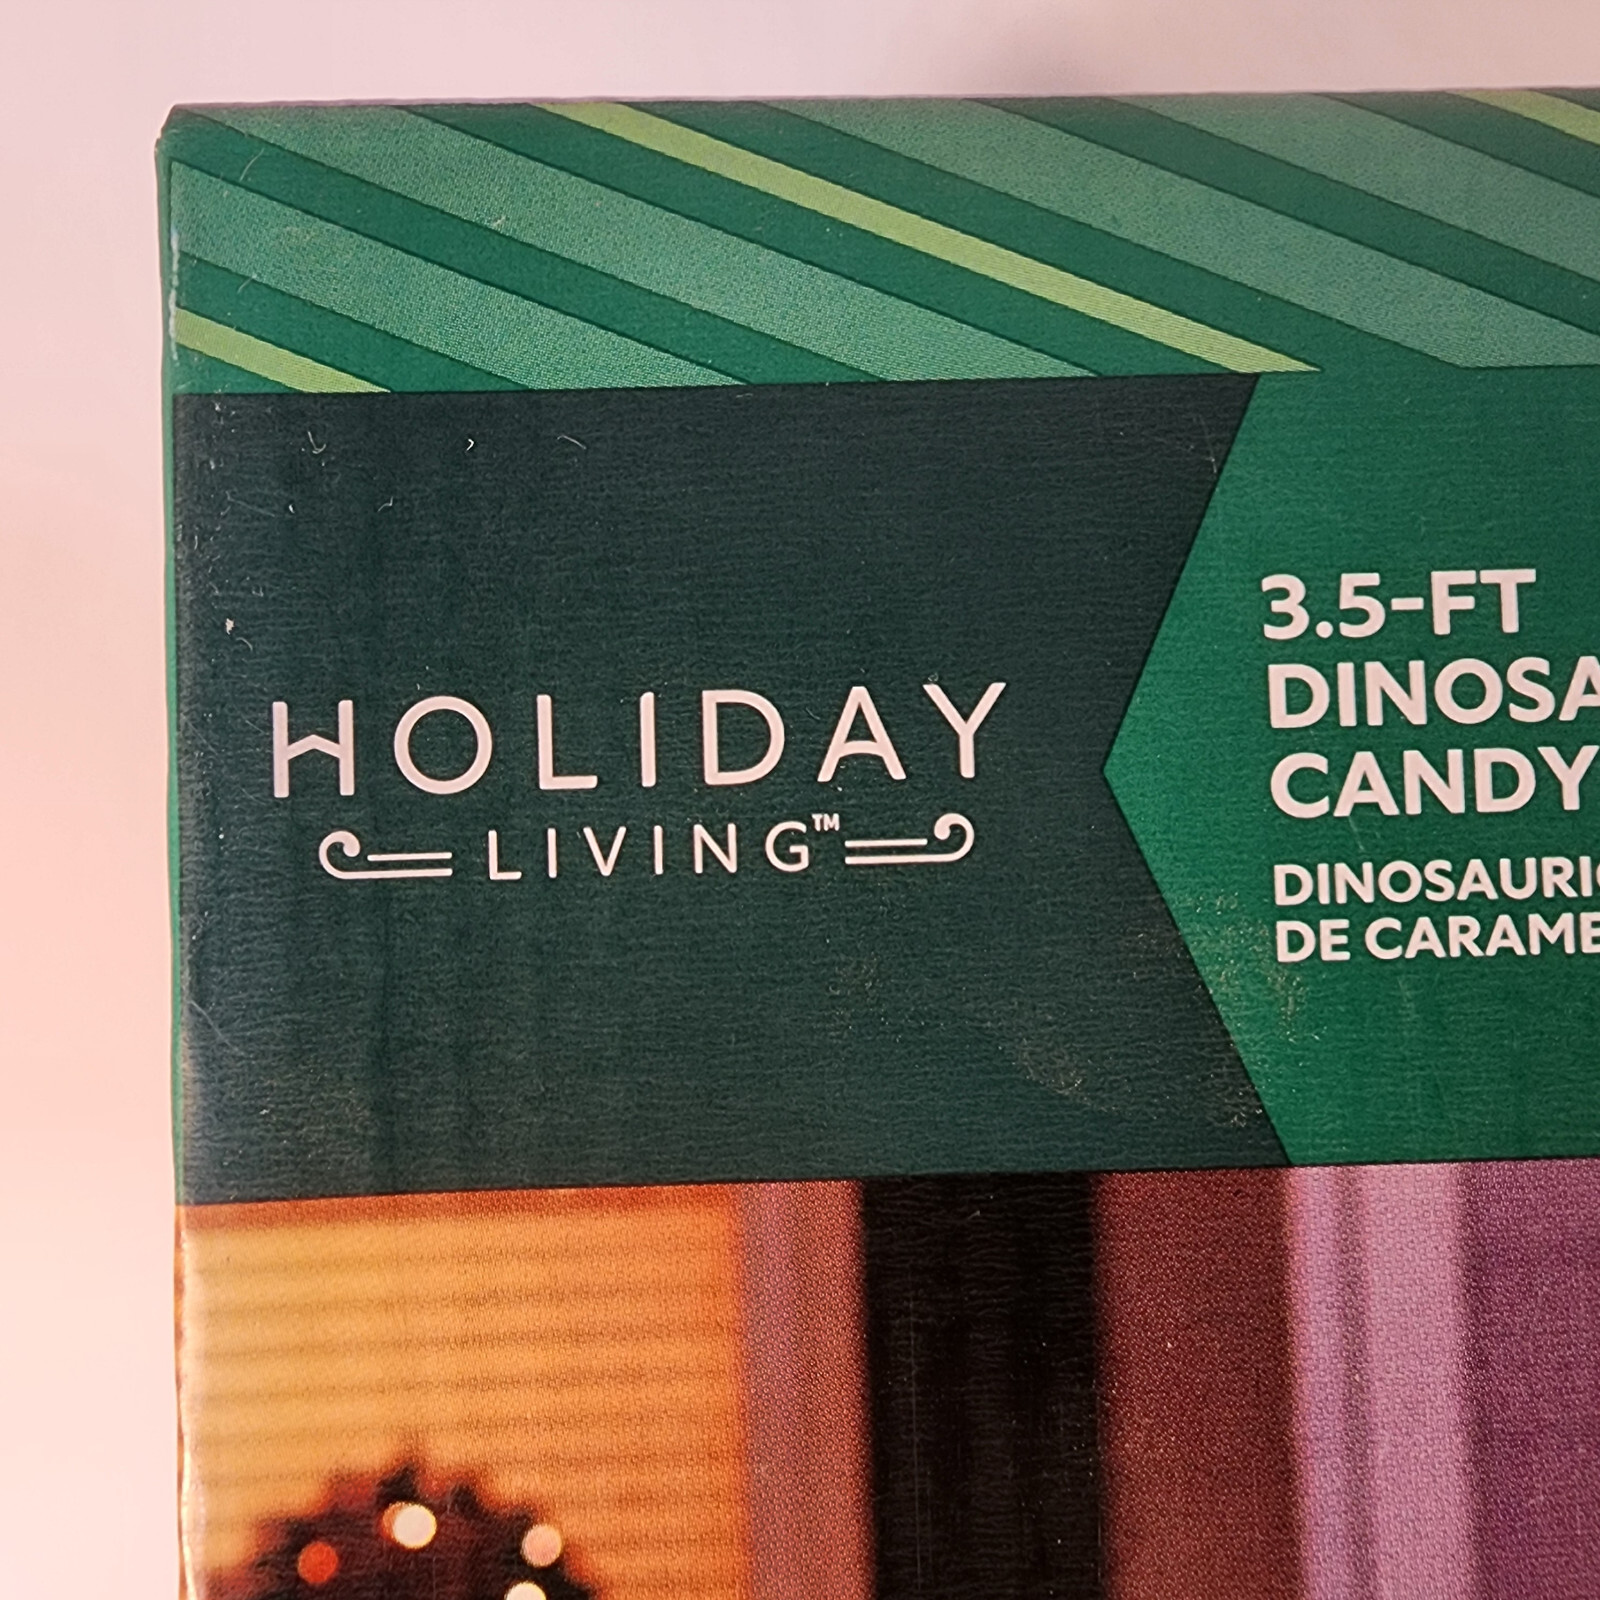 HOLIDAY
LIVING™
3.5-FT
DINOSA
CANDY
DINOSAURI
DE CARAME